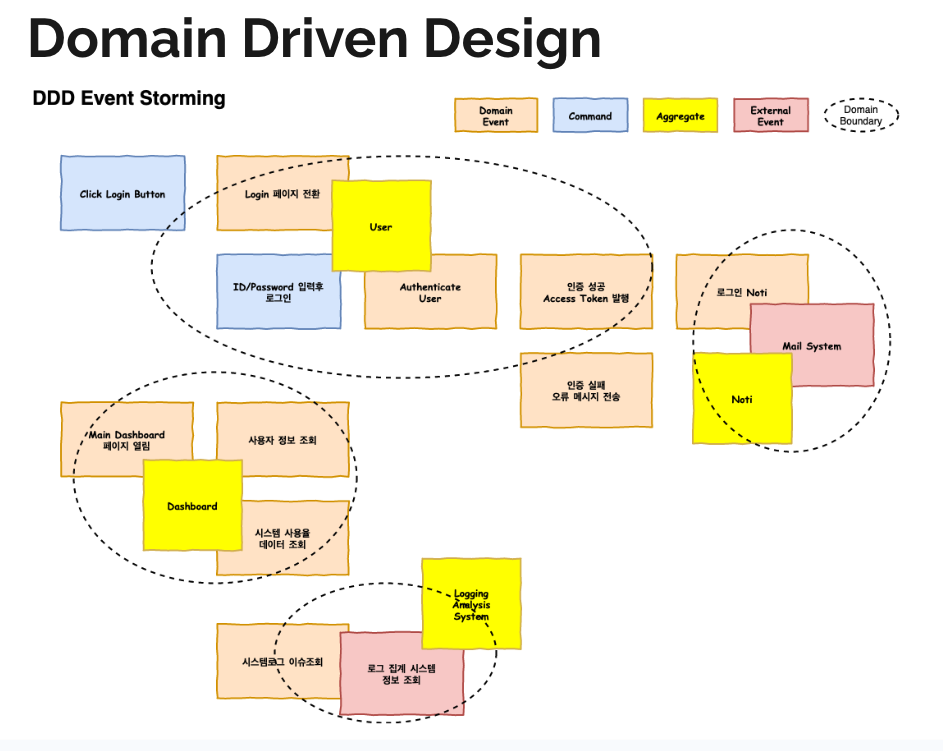 Domain Driven Design
DDD Event Storming
Domain
Event
Command
Aggregate
External
Event
Domain
Boundary
Click Login Button
Login 페이지 전환
User
ID/Password 입력후
로그인
Authenticate
User
인증 성공
Access Token 발행
로그인 Noti
Mail System
Noti
인증 실패
오류 메시지 전송
Main Dashboard
페이지 열림
사용자 정보 조회
Dashboard
시스템 사용율
데이터 조회
Logging
Analysis
System
시스템로그 이슈조회
로그 집계 시스템
정보 조회